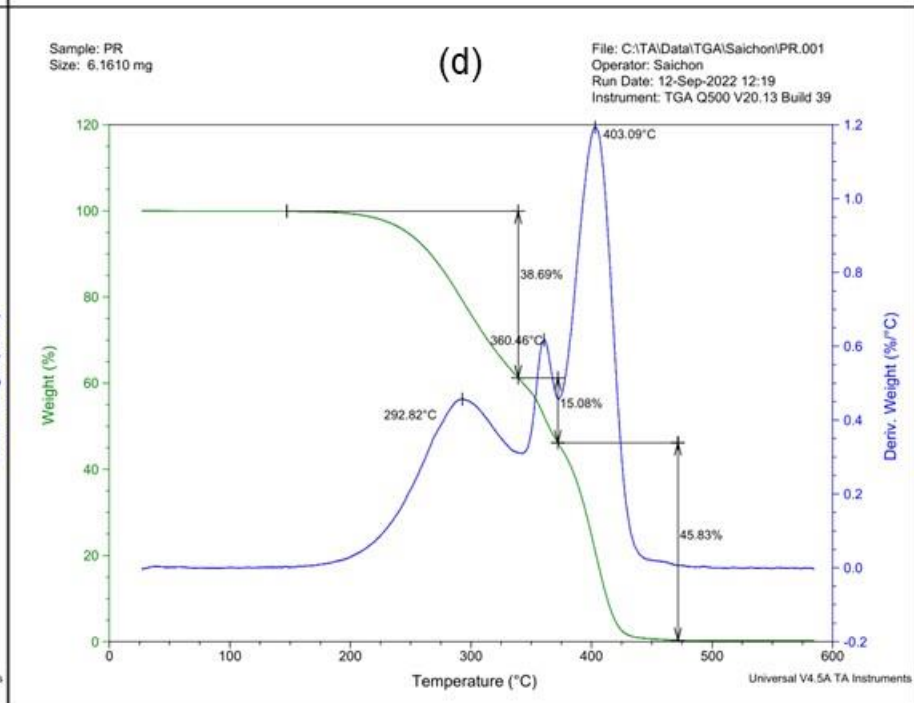 Sample: PR
Size: 6.1610 mg
(d)
File: C:\TA\Data\TGA\Saichon\PR.001
Operator: Saichon
Run Date: 12-Sep-2022 12:19
Instrument: TGA Q500 V20.13 Build 39
120
100
80
60
40
20
0
Weight (%)
403.09°C
38.69%
360.46°C
15.08%
292.82°C
45.83%
1.2
1.0
0.8
0.6
0.4
0.2
0.0
-0.2
Deriv. Weight (%/°C)
0
100
200
300
400
500
600
Temperature (°C)
Universal V4.5A TA Instruments